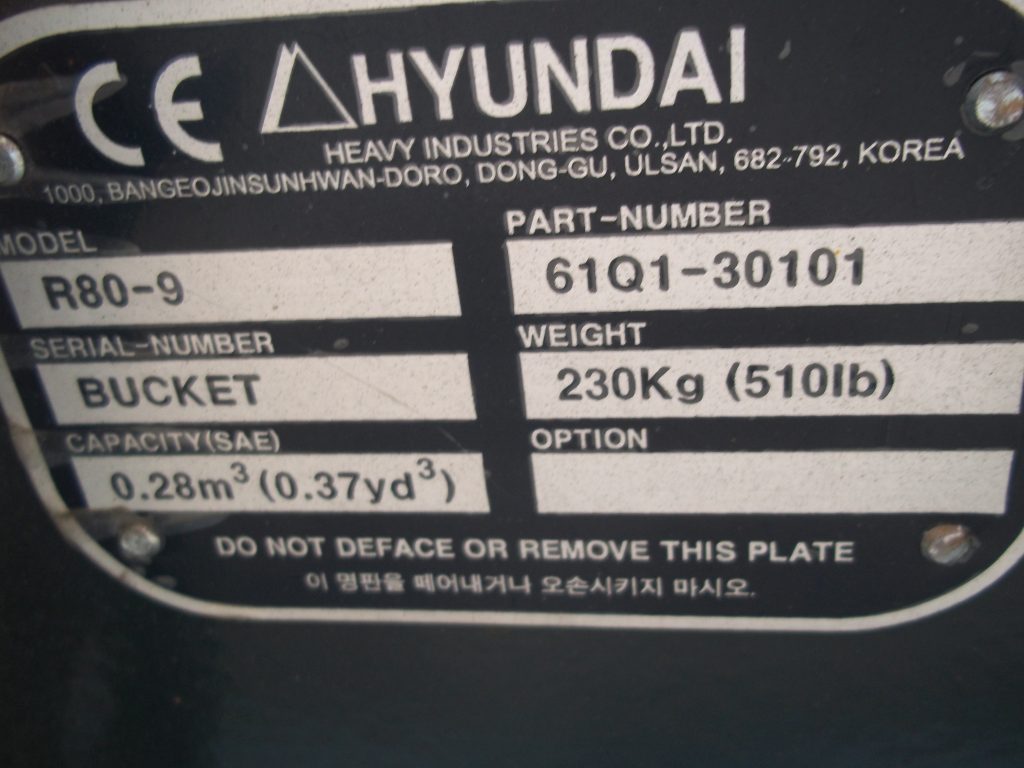 CE HYUNDAI
HEAVY INDUSTRIES CO.,LTD.
1000, BANGEOJINSUNHWAN-DORO, DONG-GU, ULSAN, 682-792, KOREA
MODEL
R80-9
PART-NUMBER
61Q1-30101
SERIAL-NUMBER
BUCKET
WEIGHT
230Kg (510lb)
CAPACITY(SAE)
0.28m³ (0.37yd³)
OPTION
DO NOT DEFACE OR REMOVE THIS PLATE
이 명판을 떼어내거나 오손시키지 마시오.